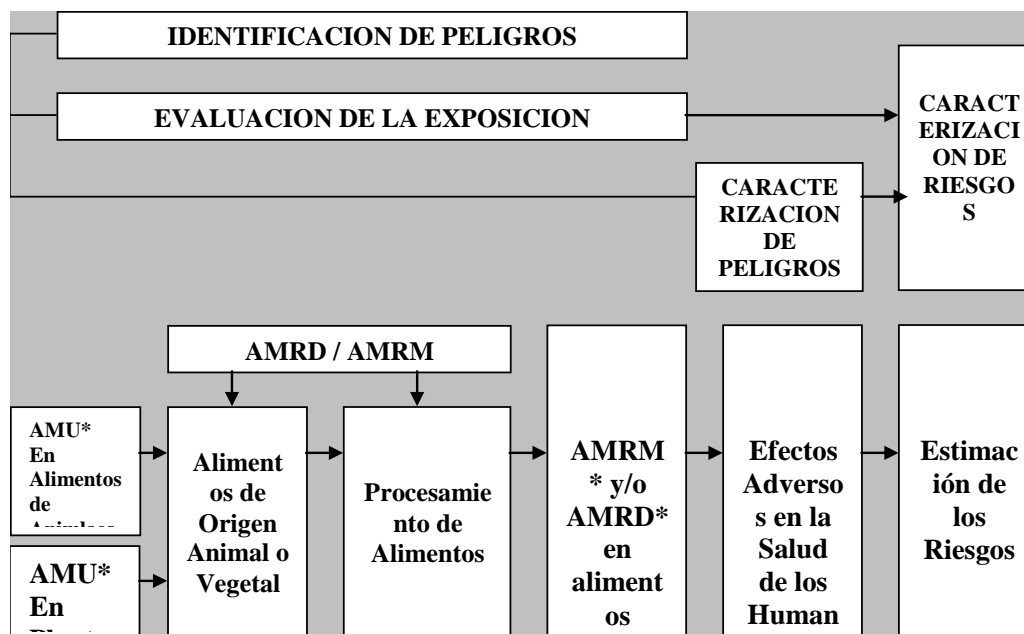 IDENTIFICACION DE PELIGROS
EVALUACION DE LA EXPOSICION
CARACT
ERIZACI
ON DE
RIESGO
S
CARACTE
RIZACION
DE
PELIGROS
AMRD / AMRM
AMU*
En
Alimentos
de
Aliment
os de
Origen
Animal o
Vegetal
Procesamie
nto de
Alimentos
AMRM
* y/o
AMRD*
en
aliment
os
Efectos
Adverso
s en la
Salud
de los
Human
Estimac
ión de
los
Riesgos
AMU*
En